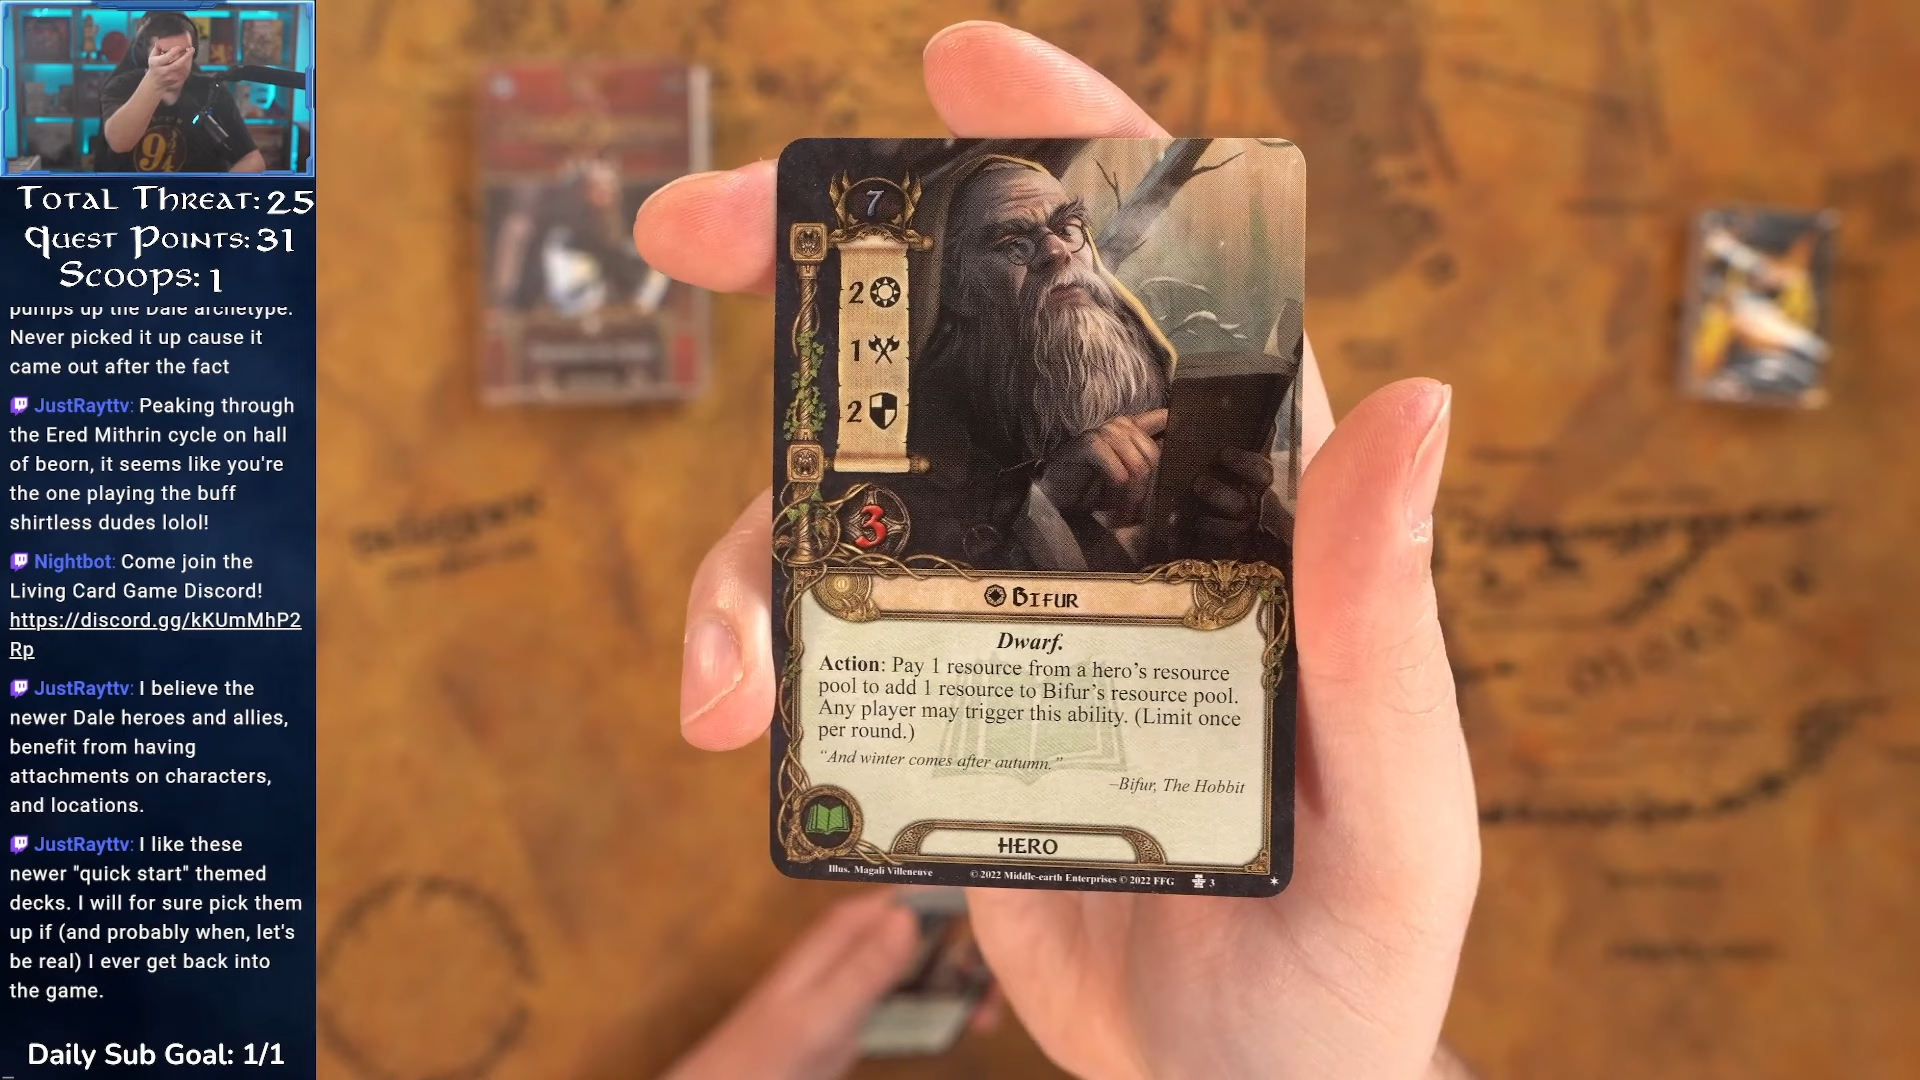 Total Threat: 25
Quest Points: 31
Scoops: 1
pumps up the Dale archetype.
Never picked it up cause it
came out after the fact
JustRayttv: Peaking through
the Ered Mithrin cycle on hall
of beorn, it seems like you're
the one playing the buff
shirtless dudes lolol!
Nightbot: Come join the
Living Card Game Discord!
https://discord.gg/kKUmMhP2
Rp
JustRayttv: I believe the
newer Dale heroes and allies,
benefit from having
attachments on characters,
and locations.
JustRayttv: I like these
newer "quick start" themed
decks. I will for sure pick them
up if (and probably when, let's
be real) I ever get back into
the game.
Daily Sub Goal: 1/1
9¾
7
2
1
2
3
Bifur
Dwarf.
Action: Pay 1 resource from a hero's resource
pool to add 1 resource to Bifur's resource pool.
Any player may trigger this ability. (Limit once
per round.)
"And winter comes after autumn."
–Bifur, The Hobbit
HERO
Illus. Magali Villeneuve
© 2022 Middle-earth Enterprises © 2022 FFG
3